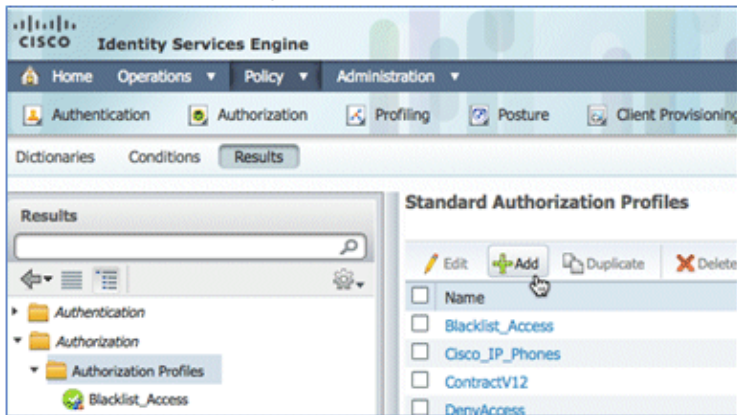 CISCO Identity Services Engine
Home Operations Policy Administration
Authentication Authorization Profiling Posture Client Provisioning
Dictionaries Conditions Results
Results
Authentication
Authorization
Authorization Profiles
Blacklist_Access
Standard Authorization Profiles
Edit Add Duplicate Delete
Name
Blacklist_Access
Cisco_IP_Phones
ContractV12
DenyAccess